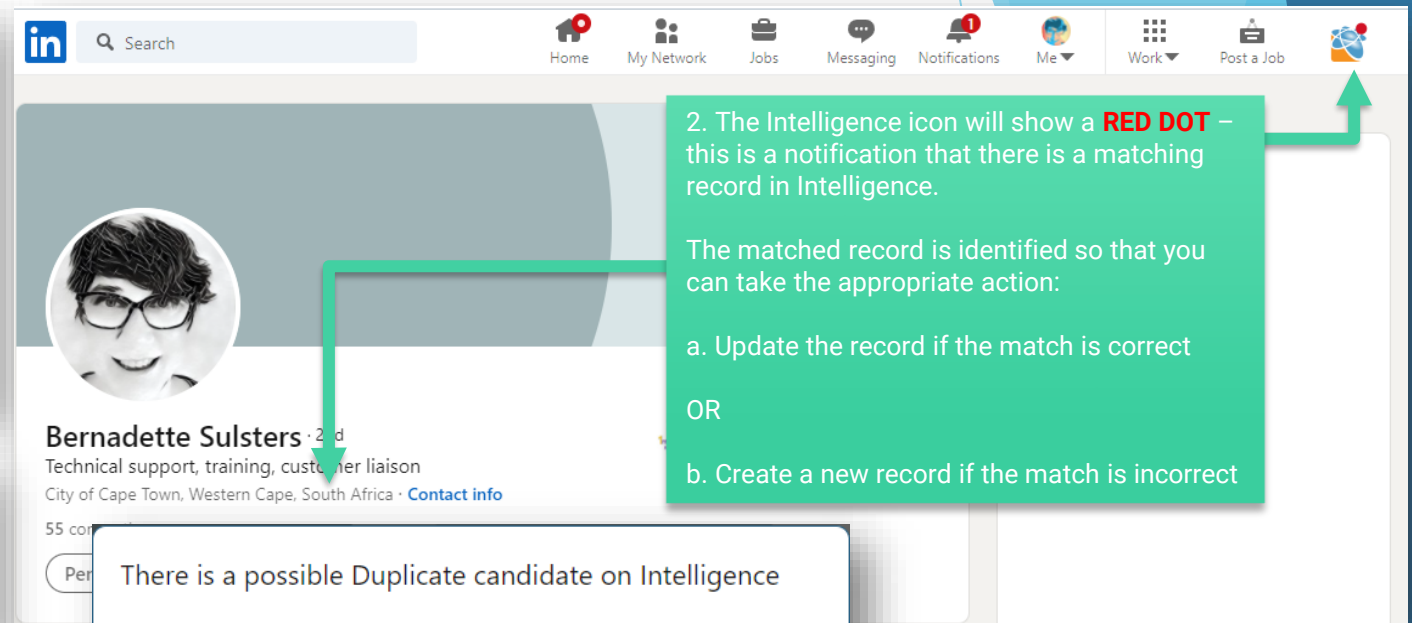 in
Search
Home
My Network
Jobs
Messaging
1
Notifications
Me
Work
Post a Job
2. The Intelligence icon will show a RED DOT –
this is a notification that there is a matching
record in Intelligence.
The matched record is identified so that you
can take the appropriate action:
a. Update the record if the match is correct
OR
b. Create a new record if the match is incorrect
Bernadette Sulsters ·
Technical support, training, customer liaison
City of Cape Town, Western Cape, South Africa · Contact info
55
There is a possible Duplicate candidate on Intelligence